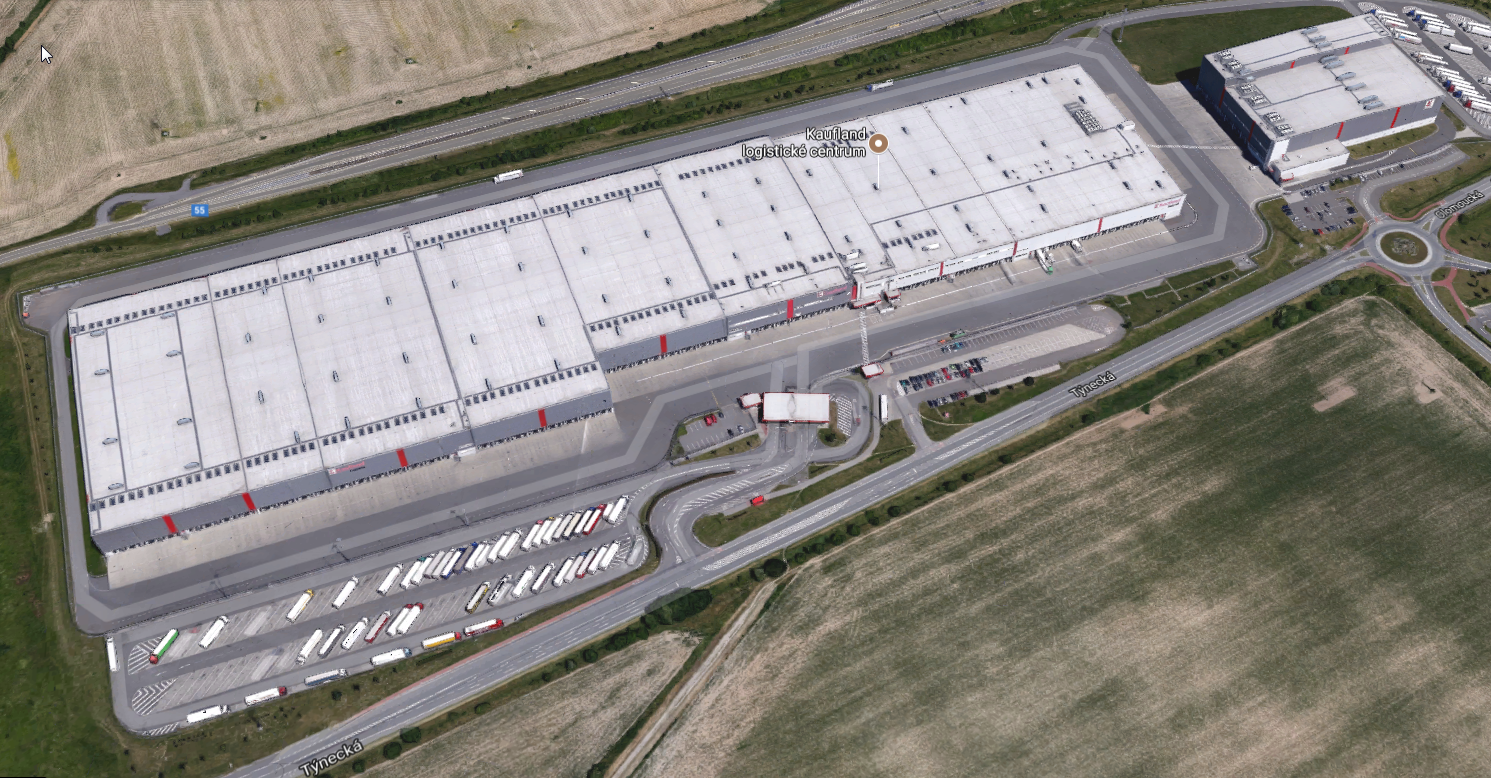 Kaufland
logistické centrum
55
Olomoucká
Týnecká
Týnecká